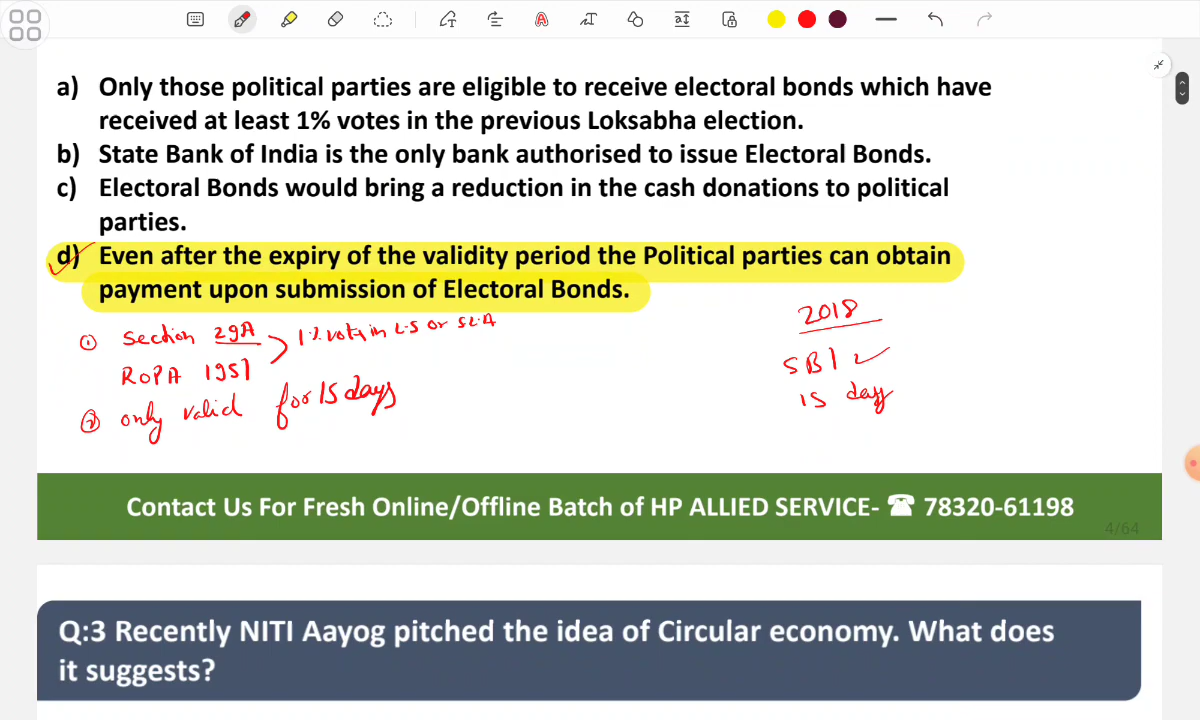 a) Only those political parties are eligible to receive electoral bonds which have
received at least 1% votes in the previous Loksabha election.
b) State Bank of India is the only bank authorised to issue Electoral Bonds.
c) Electoral Bonds would bring a reduction in the cash donations to political
parties.
d) Even after the expiry of the validity period the Political parties can obtain
payment upon submission of Electoral Bonds.
① Section 29A
1% vote in L-S or SLA
ROPA 1951
② only valid for 15 days
2018
SBI
15 days
Contact Us For Fresh Online/Offline Batch of HP ALLIED SERVICE- ☎ 78320-61198
4/64
Q:3 Recently NITI Aayog pitched the idea of Circular economy. What does
it suggests?